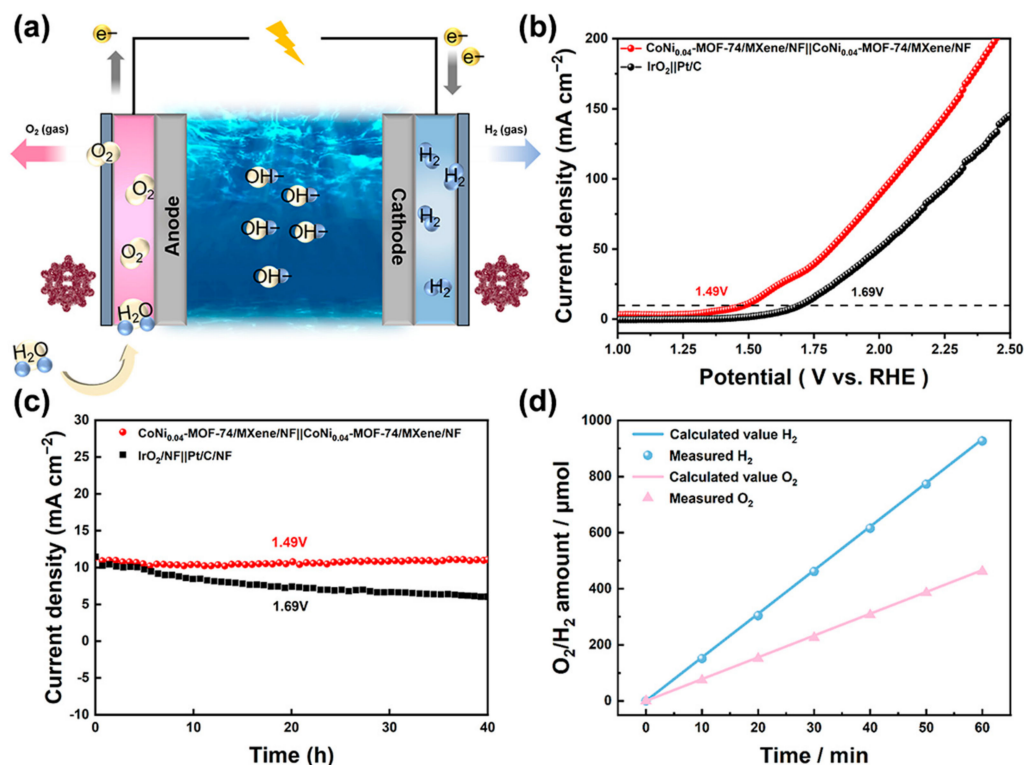 (a)
e−
e−
e−
O₂ (gas)
H₂ (gas)
O₂
O₂
O₂
H₂O
H₂O
Anode
OH−
OH−
OH−
OH−
OH−
Cathode
H₂
H₂
H₂
H₂
(b)
CoNi₀.₀₄-MOF-74/MXene/NF||CoNi₀.₀₄-MOF-74/MXene/NF
IrO₂||Pt/C
200
150
100
50
0
1.49V
1.69V
1.00
1.25
1.50
1.75
2.00
2.25
2.50
Current density (mA cm⁻²)
Potential ( V vs. RHE )
(c)
CoNi₀.₀₄-MOF-74/MXene/NF||CoNi₀.₀₄-MOF-74/MXene/NF
IrO₂/NF||Pt/C/NF
30
25
20
15
10
5
0
-5
-10
1.49V
1.69V
0
10
20
30
40
Current density (mA cm⁻²)
Time (h)
(d)
Calculated value H₂
Measured H₂
Calculated value O₂
Measured O₂
1000
800
600
400
200
0
0
10
20
30
40
50
60
O₂/H₂ amount / μmol
Time / min